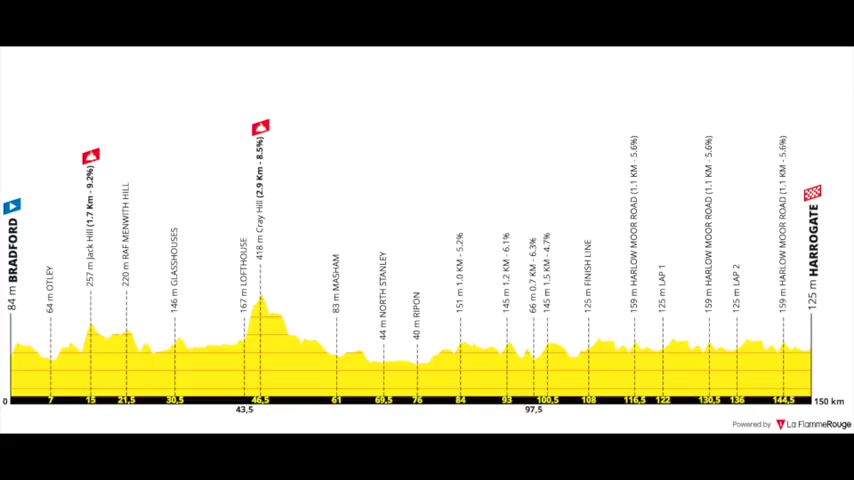 84 m BRADFORD
64 m OTLEY
257 m Jack Hill (1.7 Km - 9.2%)
220 m RAF MENWITH HILL
146 m GLASSHOUSES
167 m LOFTHOUSE
418 m Cray Hill (2.9 Km - 8.5%)
83 m MASHAM
44 m NORTH STANLEY
40 m RIPON
151 m 1.0 KM - 5.2%
145 m 1.2 KM - 6.1%
66 m 0.7 KM - 6.3%
145 m 1.5 KM - 4.7%
125 m FINISH LINE
159 m HARLOW MOOR ROAD (1.1 KM - 5.6%)
125 m LAP 1
159 m HARLOW MOOR ROAD (1.1 KM - 5.6%)
125 m LAP 2
159 m HARLOW MOOR ROAD (1.1 KM - 5.6%)
125 m HARROGATE
0 7 15 21,5 30,5 46,5 61 69,5 76 84 93 100,5 108 116,5 122 130,5 136 144,5 150 km
43,5 97,5
Powered by La FlammeRouge